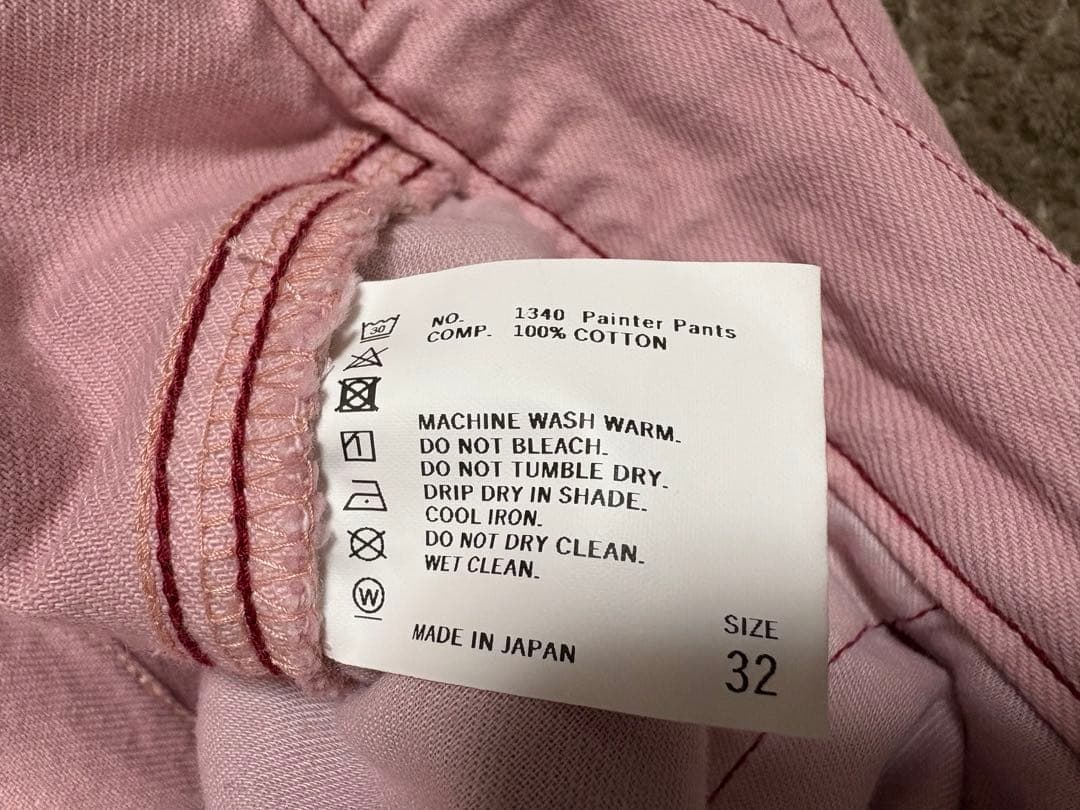 30
NO. 1340 Painter Pants
COMP. 100% COTTON
MACHINE WASH WARM.
DO NOT BLEACH.
DO NOT TUMBLE DRY.
DRIP DRY IN SHADE.
COOL IRON.
DO NOT DRY CLEAN.
WET CLEAN.
W
MADE IN JAPAN
SIZE
32